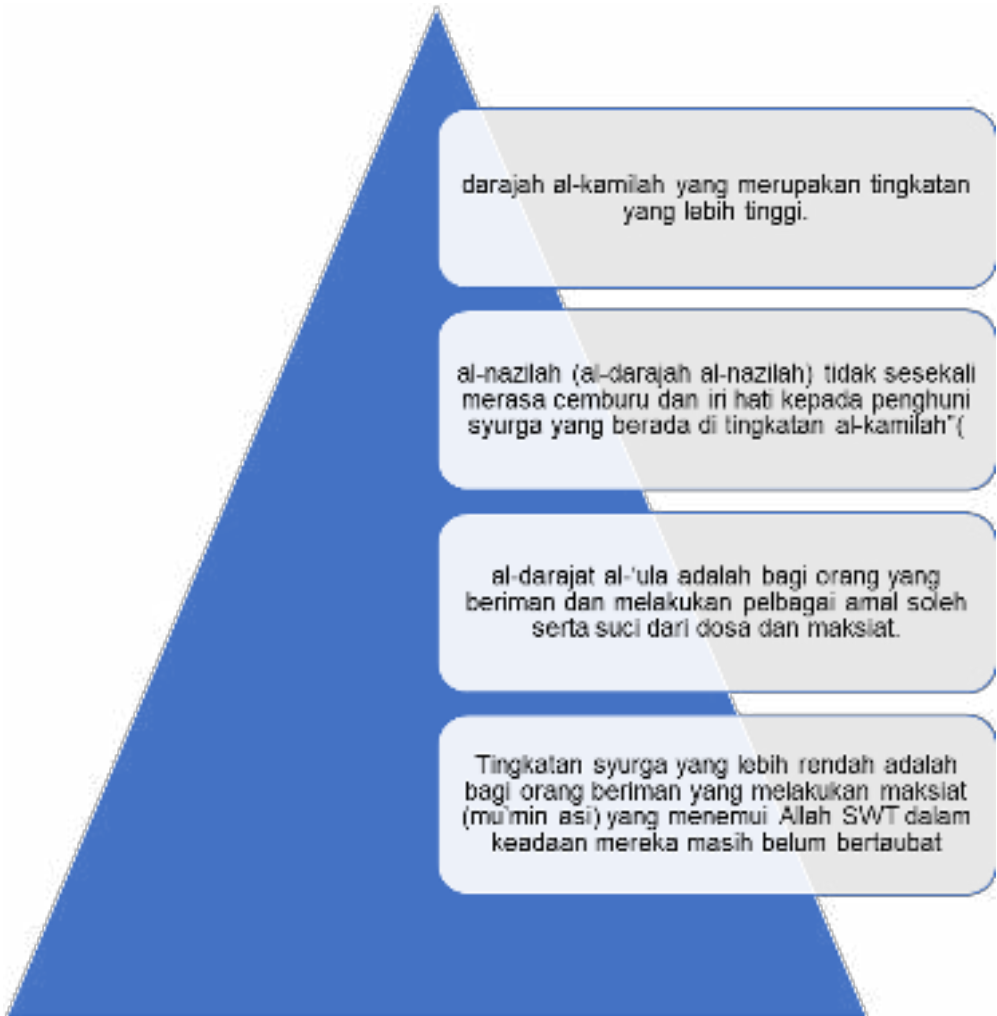 darajah al-kamilah yang merupakan tingkatan
yang lebih tinggi.
al-nazilah (al-darajah al-nazilah) tidak sesekali
merasa cemburu dan iri hati kepada penghuni
syurga yang berada di tingkatan al-kamilah"(
al-darajat al-'ula adalah bagi orang yang
beriman dan melakukan pelbagai amal soleh
serta suci dari dosa dan maksiat.
Tingkatan syurga yang lebih rendah adalah
bagi orang beriman yang melakukan maksiat
(mu'min asi) yang menemui Allah SWT dalam
keadaan mereka masih belum bertaubat